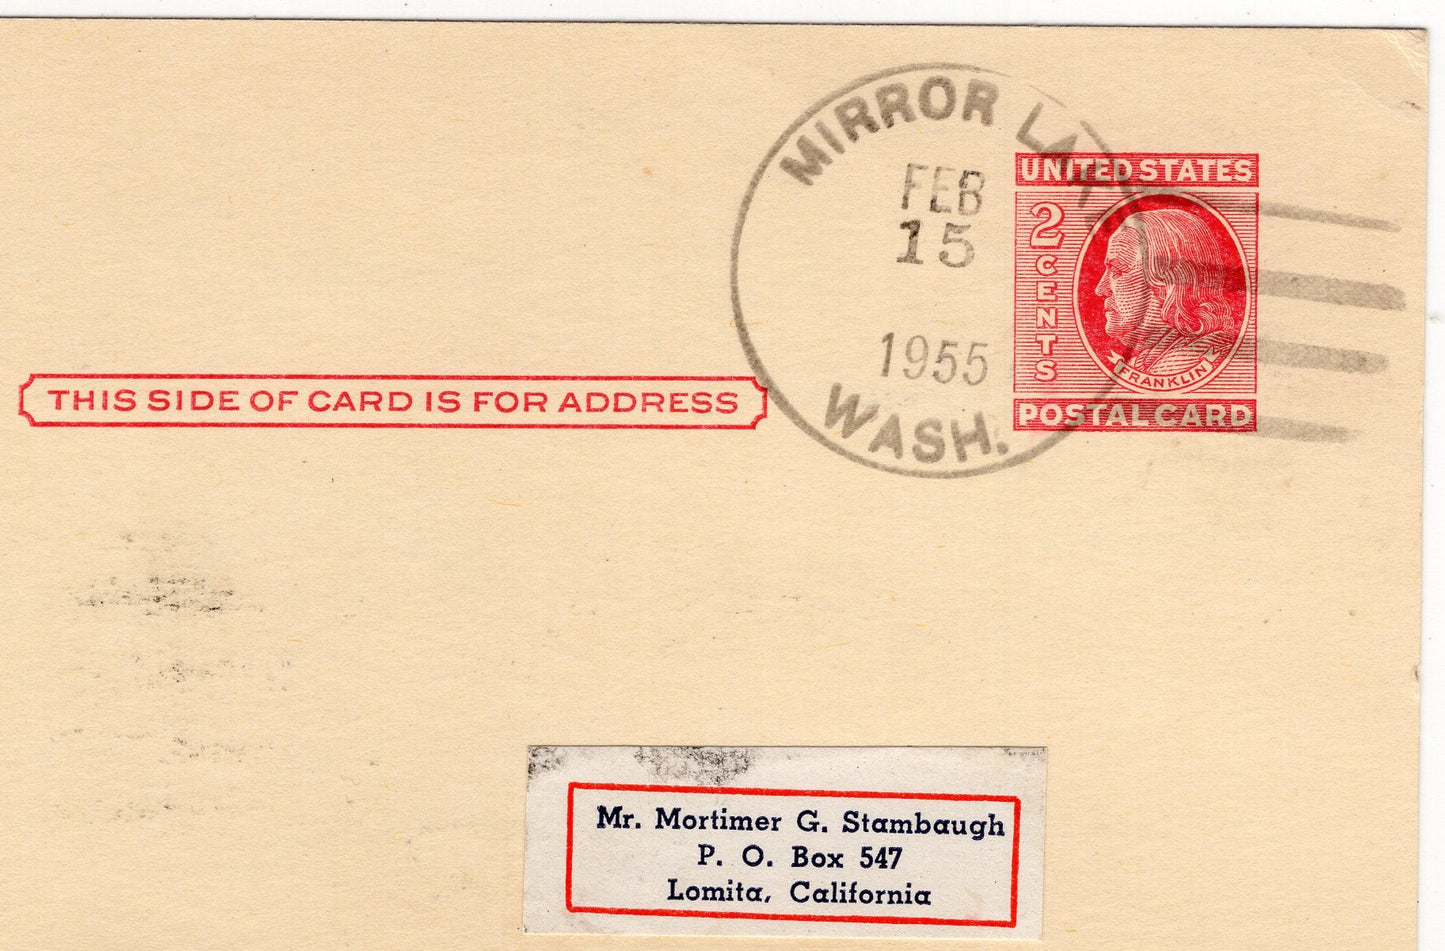 MIRROR LAKE
FEB
15
1955
WASH.
UNITED STATES
2
CENTS
FRANKLIN
POSTAL CARD
THIS SIDE OF CARD IS FOR ADDRESS
Mr. Mortimer G. Stambaugh
P. O. Box 547
Lomita, California